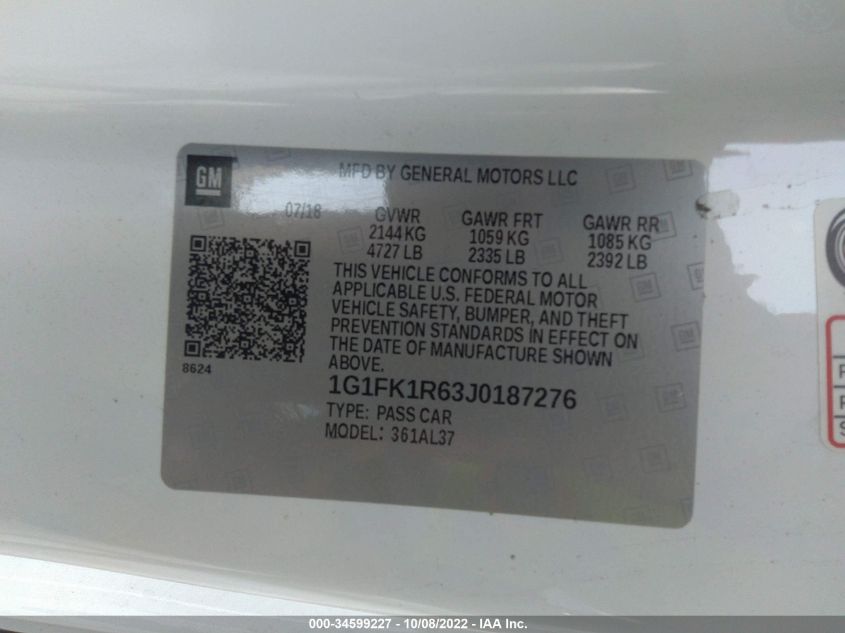 GM
MFD BY GENERAL MOTORS LLC
07/18
GVWR GAWR FRT GAWR RR
2144 KG 1059 KG 1085 KG
4727 LB 2335 LB 2392 LB
THIS VEHICLE CONFORMS TO ALL
APPLICABLE U.S. FEDERAL MOTOR
VEHICLE SAFETY, BUMPER, AND THEFT
PREVENTION STANDARDS IN EFFECT ON
THE DATE OF MANUFACTURE SHOWN
ABOVE.
8624
1G1FK1R63J0187276
TYPE: PASS CAR
MODEL: 361AL37
000-34599227 - 10/08/2022 - IAA Inc.